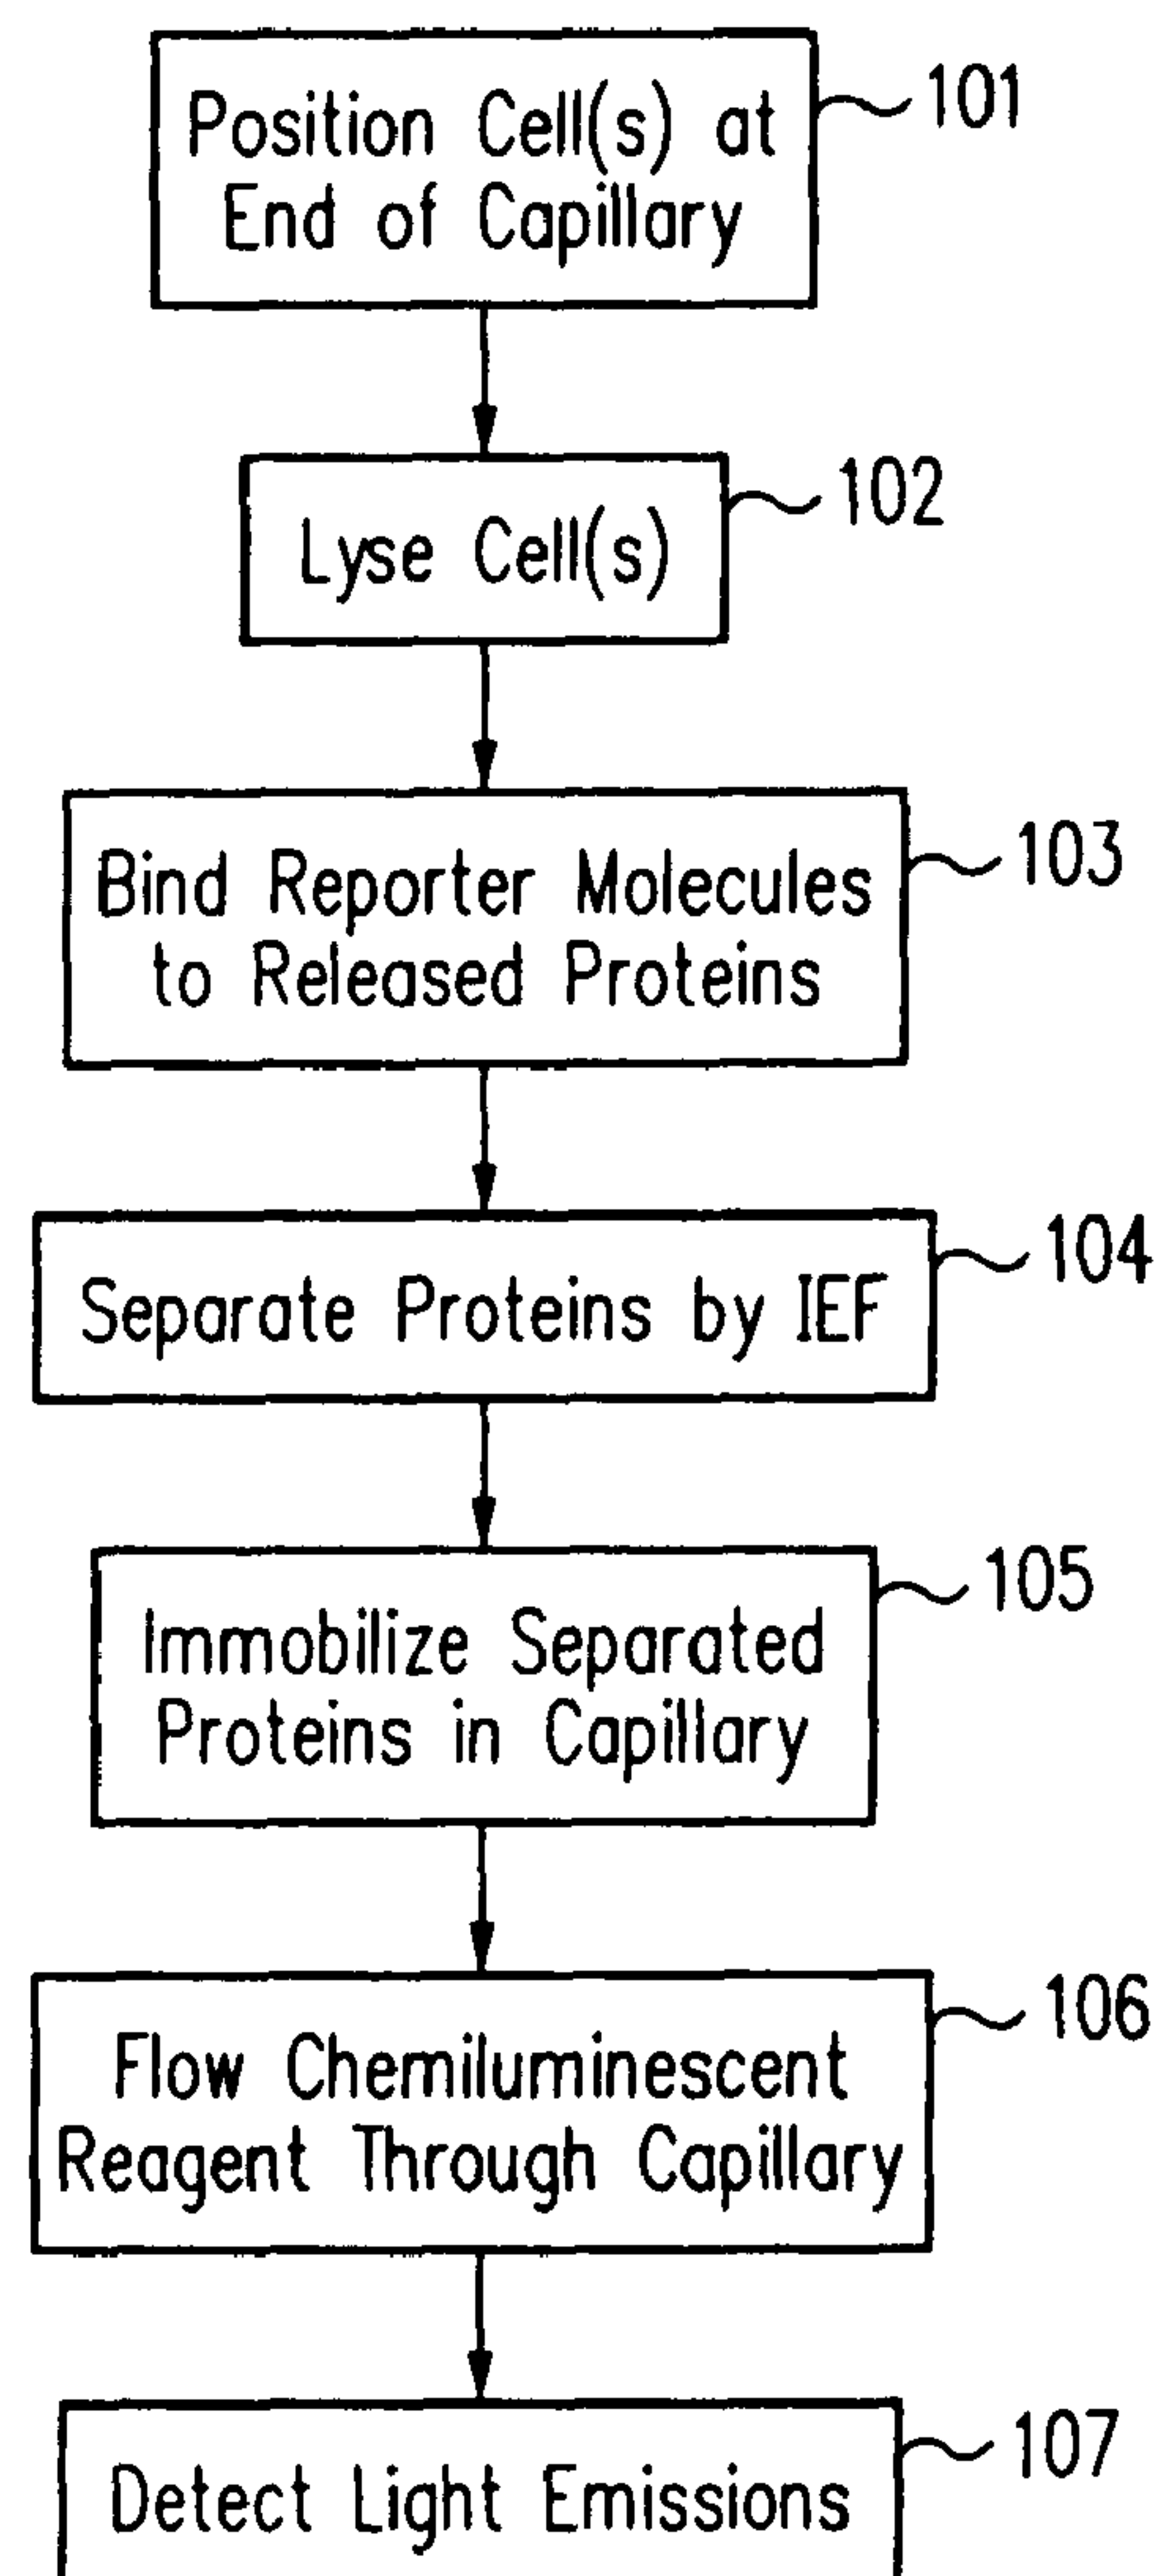 Position Cell(s) at
End of Capillary
101
Lyse Cell(s)
102
Bind Reporter Molecules
to Released Proteins
103
Separate Proteins by IEF
104
Immobilize Separated
Proteins in Capillary
105
Flow Chemiluminescent
Reagent Through Capillary
106
Detect Light Emissions
107